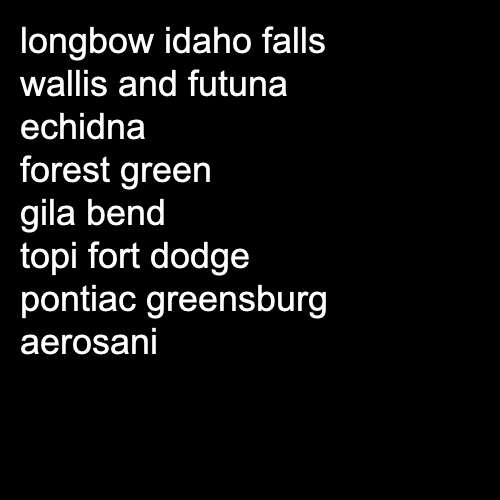 longbow idaho falls
wallis and futuna
echidna
forest green
gila bend
topi fort dodge
pontiac greensburg
aerosani